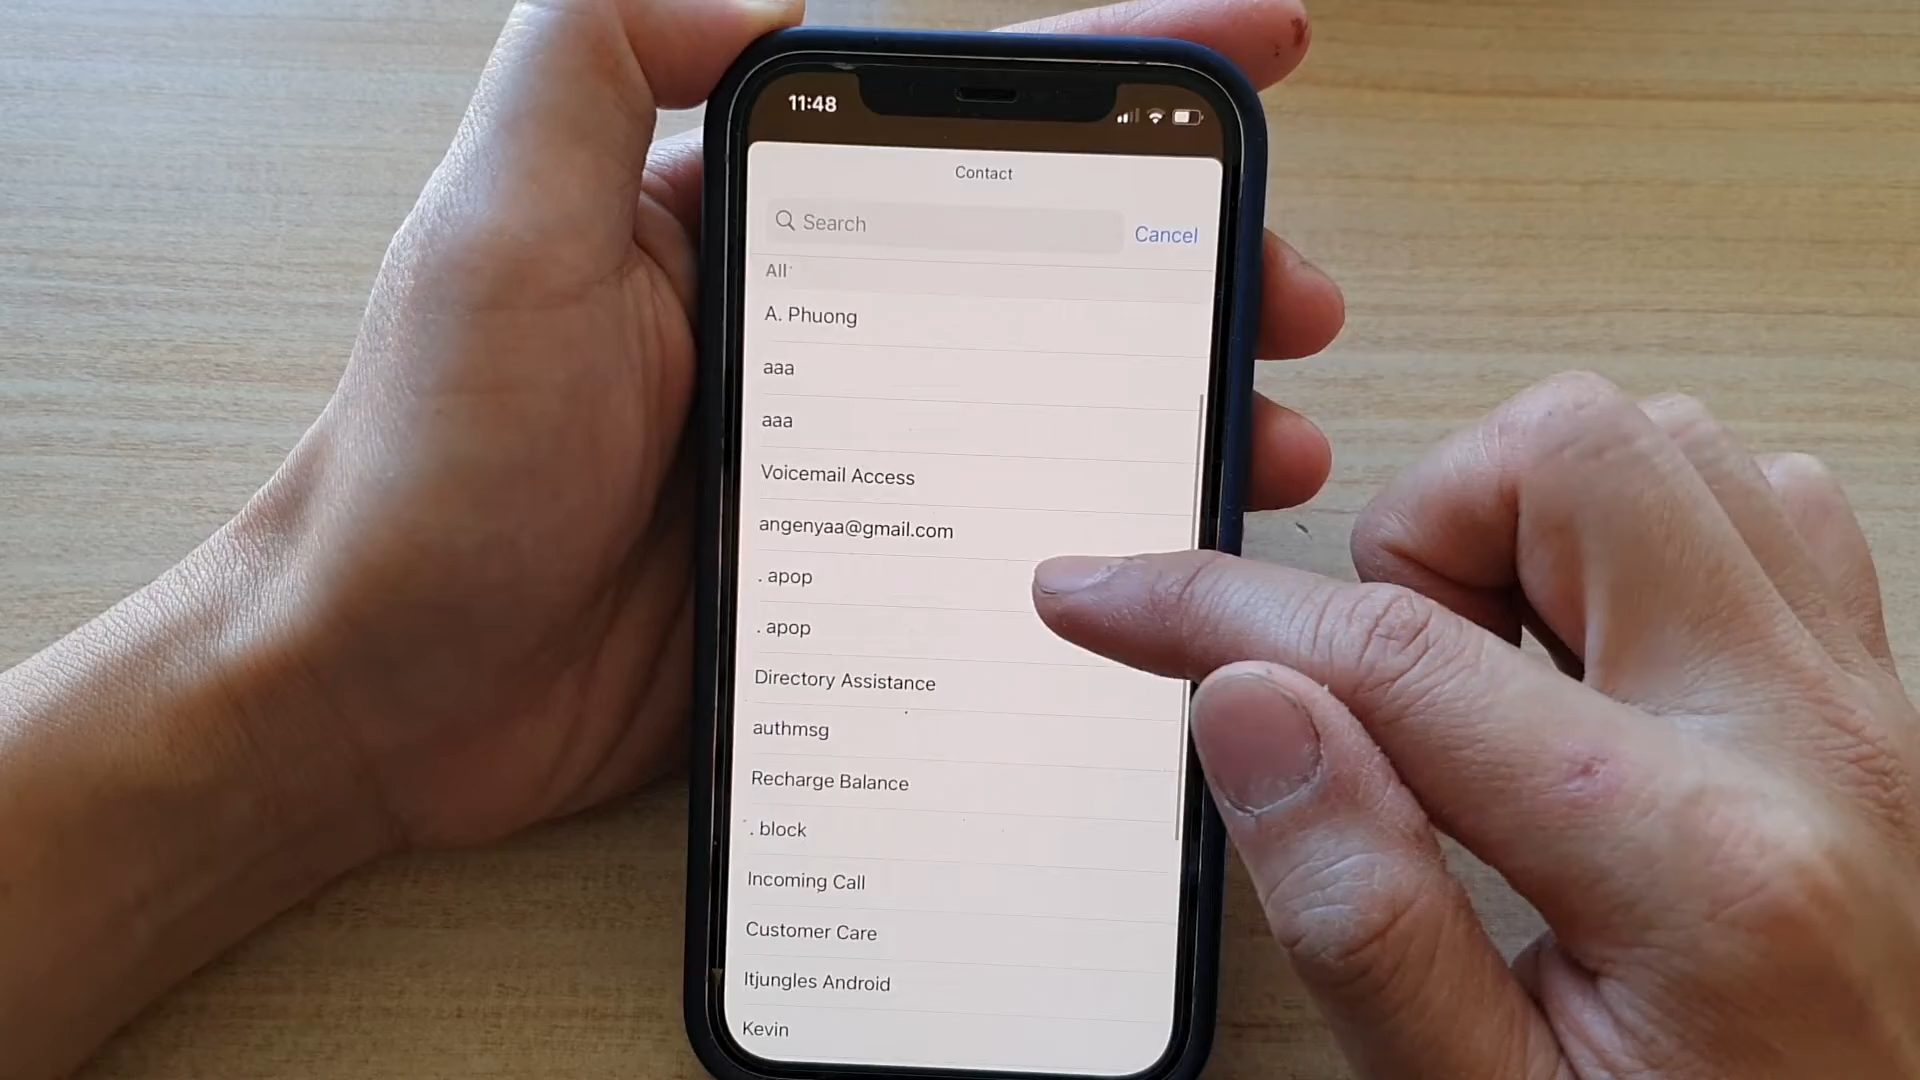 11:48
Contact
Search
Cancel
All
A. Phuong
aaa
aaa
Voicemail Access
angenyaa@gmail.com
. apop
. apop
Directory Assistance
authmsg
Recharge Balance
. block
Incoming Call
Customer Care
Itjungles Android
Kevin